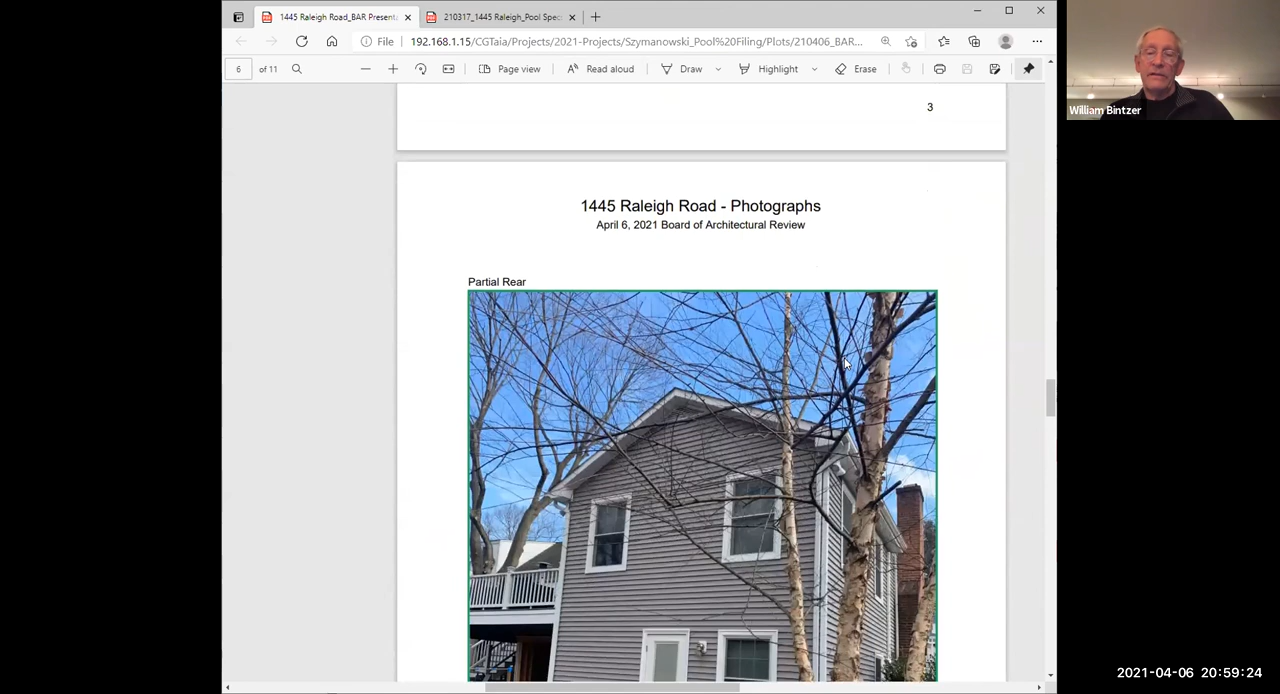 1445 Raleigh Road_BAR Present
210317_1445 Raleigh_Pool Spec
File
192.168.1.15/CGTaia/Projects/2021-Projects/Szymanowski_Pool%20Filing/Plots/210406_BAR...
6 of 11
Page view
Read aloud
Draw
Highlight
Erase
William Bintzer
3
1445 Raleigh Road - Photographs
April 6, 2021 Board of Architectural Review
Partial Rear
2021-04-06 20:59:24